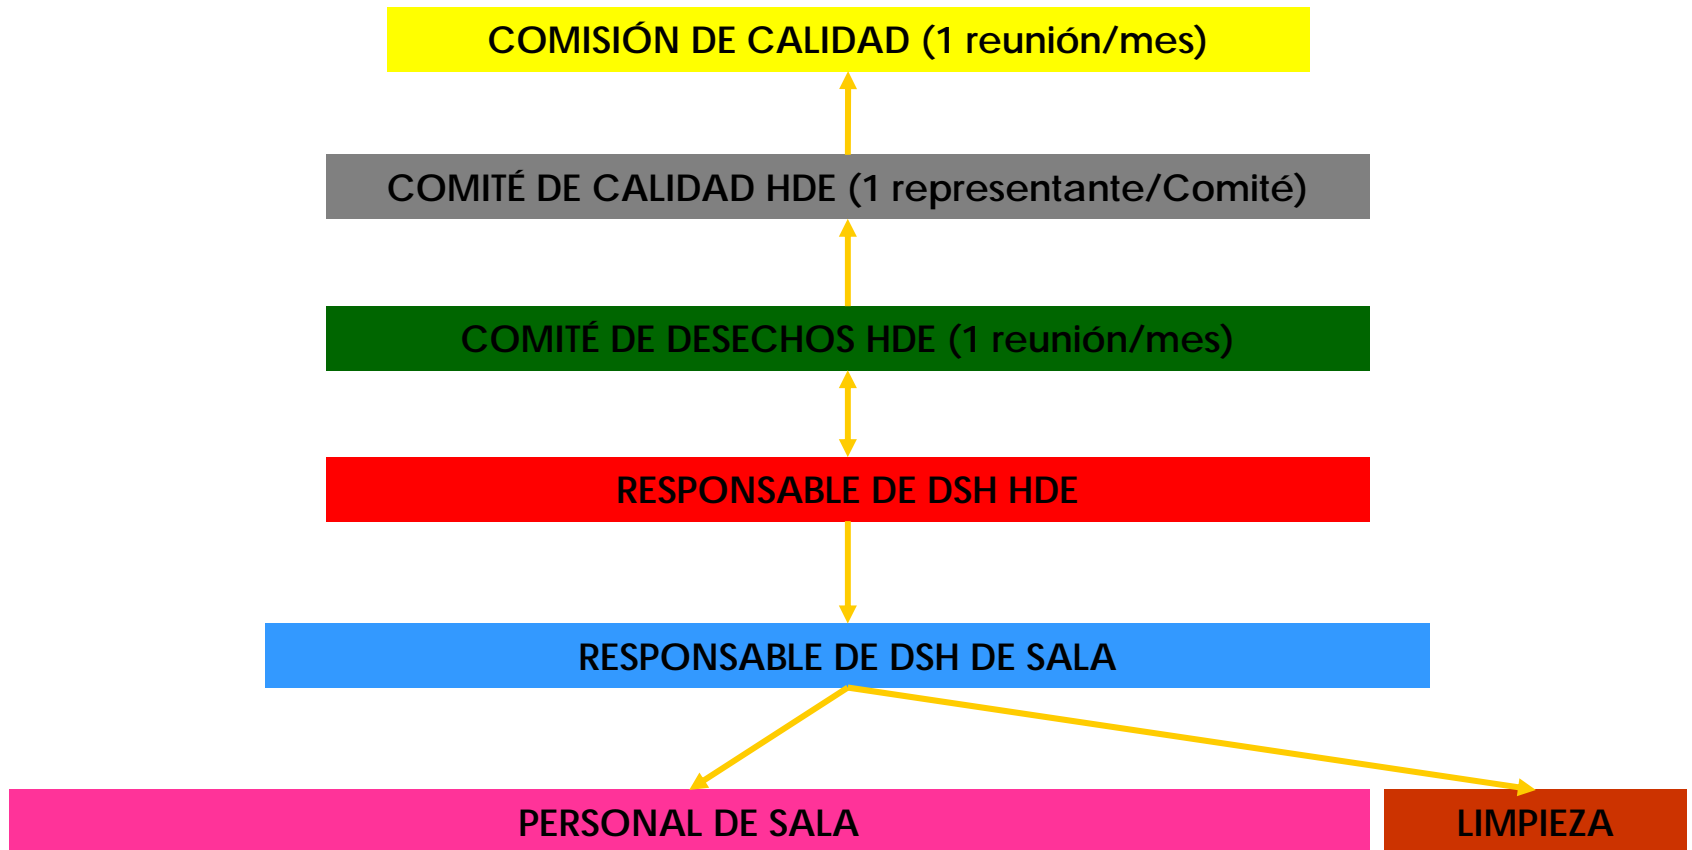 COMISIÓN DE CALIDAD (1 reunión/mes)
COMITÉ DE CALIDAD HDE (1 representante/Comité)
COMITÉ DE DESECHOS HDE (1 reunión/mes)
RESPONSABLE DE DSH HDE
RESPONSABLE DE DSH DE SALA
PERSONAL DE SALA
LIMPIEZA